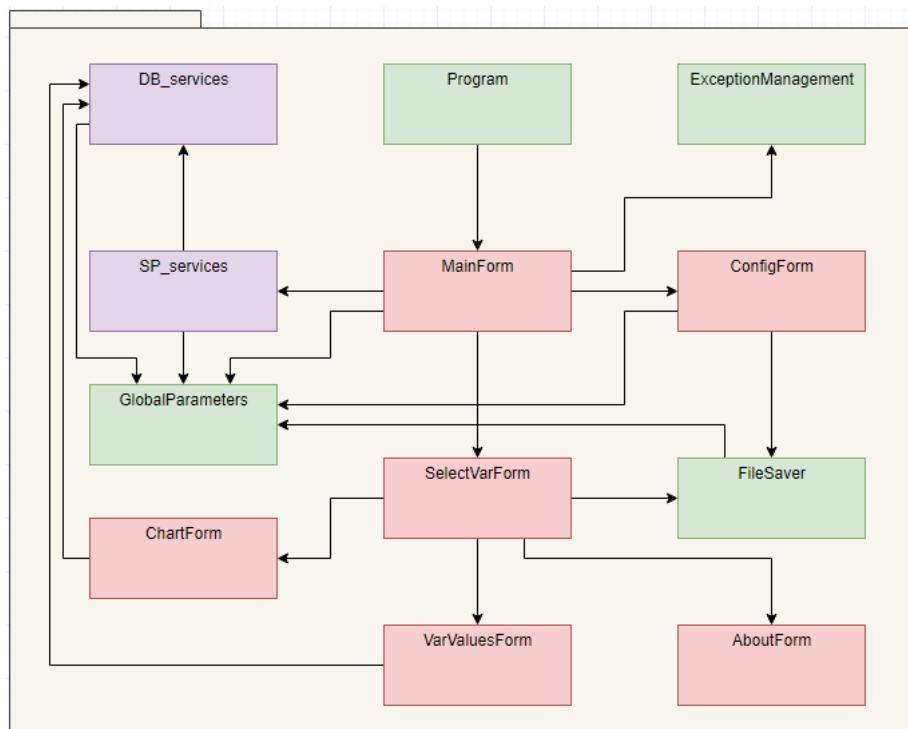 DB_services
Program
ExceptionManagement
SP_services
MainForm
ConfigForm
GlobalParameters
SelectVarForm
FileSaver
ChartForm
VarValuesForm
AboutForm